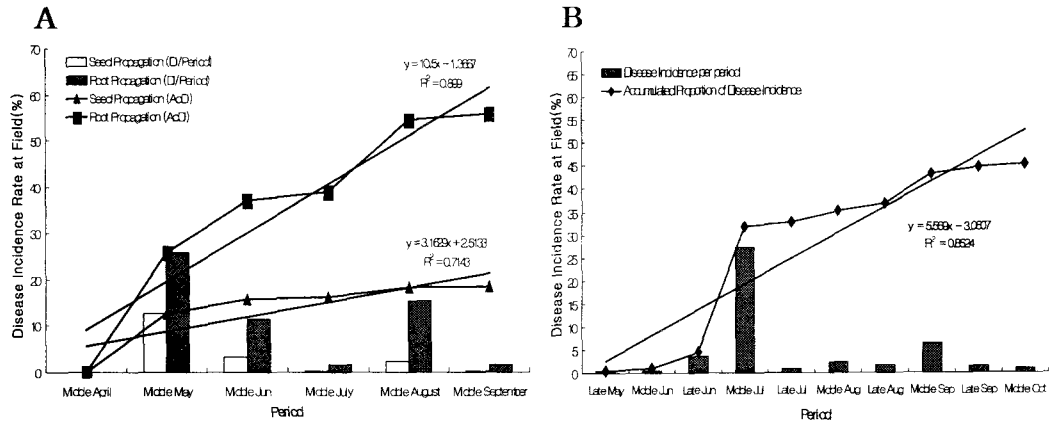 A
Disease Incidence Rate at Field(%)
70
60
50
40
30
20
10
0
Seed Propagation (DI/Period)
Root Propagation (DI/Period)
Seed Propagation (AcDI)
Root Propagation (AcDI)
y = 10.5x - 1.3667
R² = 0.899
y = 3.1629x + 2.5133
R² = 0.7143
Middle April
Middle May
Middle Jun
Middle July
Middle August
Middle September
Period
B
Disease Incidence Rate at Field(%)
70
65
60
55
50
45
40
35
30
25
20
15
10
5
0
Disease Incidence per period
Accumulated Proportion of Disease Incidence
y = 5.589x - 3.0807
R² = 0.8524
Late May
Middle Jun
Late Jun
Middle Jul
Late Jul
Middle Aug
Late Aug
Middle Sep
Late Sep
Middle Oct
Period